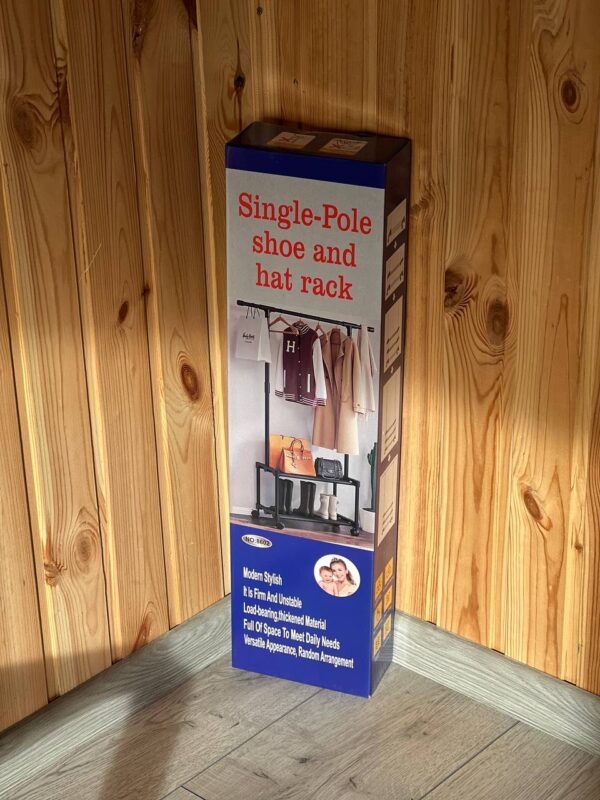 Single-Pole
shoe and
hat rack
H
NO.8602
Modern Stylish
It Is Firm And Unstable
Load-bearing,thickened Material
Full Of Space To Meet Daily Needs
Versatile Appearance, Random Arrangement